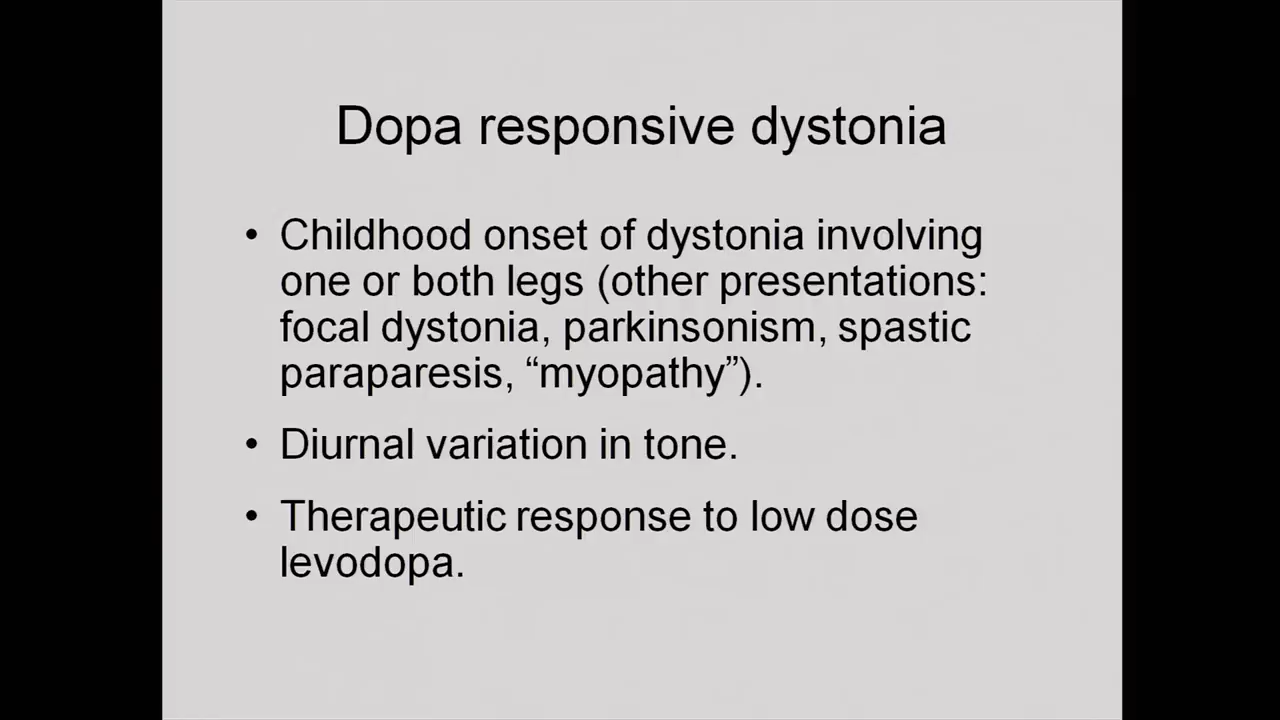 Dopa responsive dystonia
• Childhood onset of dystonia involving
one or both legs (other presentations:
focal dystonia, parkinsonism, spastic
paraparesis, “myopathy”).
• Diurnal variation in tone.
• Therapeutic response to low dose
levodopa.